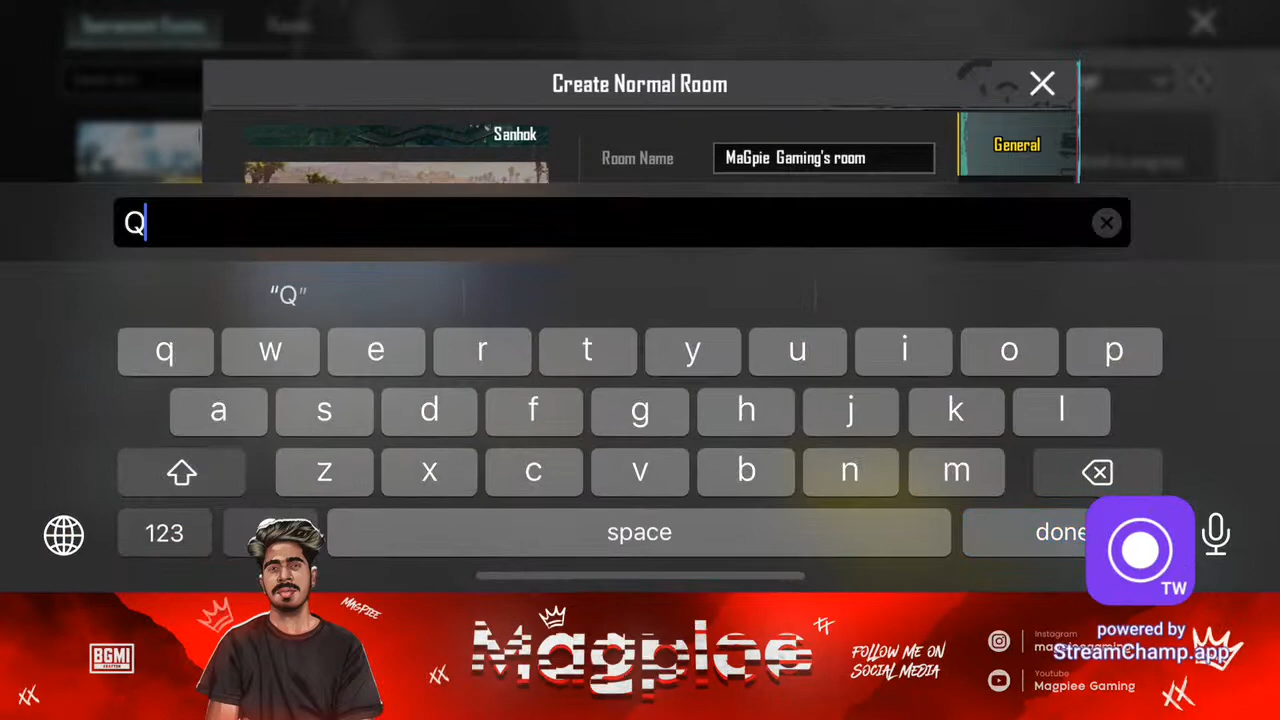 Create Normal Room
Sanhok
Room Name
MaGpie Gaming's room
General
Q
"Q"
q w e r t y u i o p
a s d f g h j k l
z x c v b n m
123
space
done
TW
powered by
StreamChamp.app
BGMI
MAGPIEE
Magpiee
FOLLOW ME ON
SOCIAL MEDIA
Instagram
Youtube
Magpiee Gaming